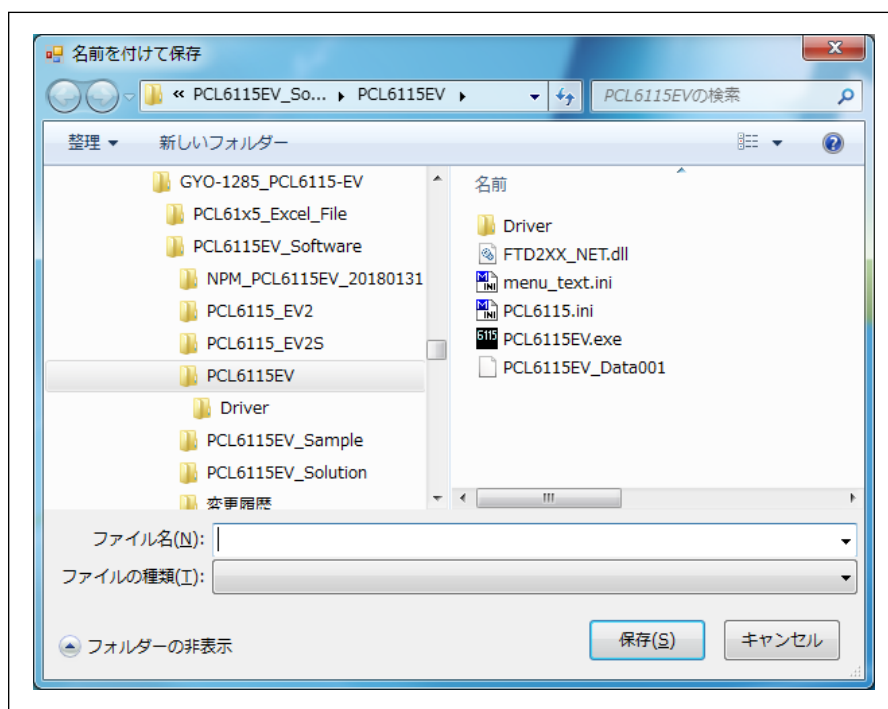 名前を付けて保存
« PCL6115EV_So... ▸ PCL6115EV ▸
PCL6115EVの検索
整理 ▼ 新しいフォルダー
GYO-1285_PCL6115-EV
PCL61x5_Excel_File
PCL6115EV_Software
NPM_PCL6115EV_20180131
PCL6115_EV2
PCL6115_EV2S
PCL6115EV
Driver
PCL6115EV_Sample
PCL6115EV_Solution
変更履歴
名前
Driver
FTD2XX_NET.dll
menu_text.ini
PCL6115.ini
6115 PCL6115EV.exe
PCL6115EV_Data001
ファイル名(N):
ファイルの種類(T):
フォルダーの非表示
保存(S)
キャンセル